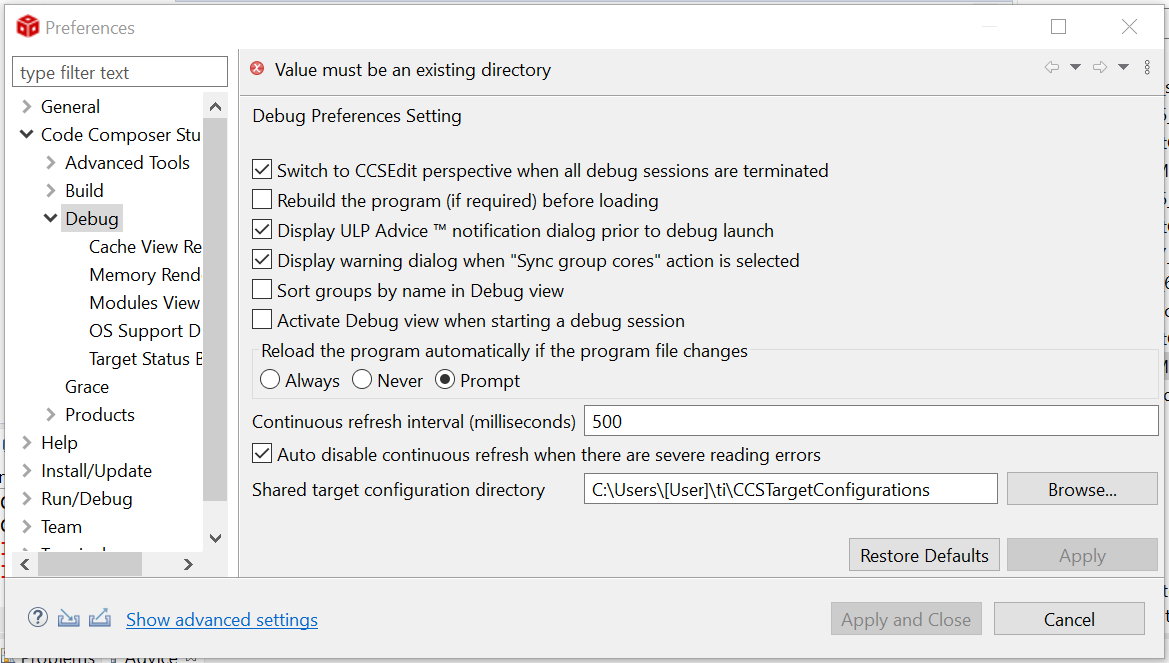 Preferences
type filter text
General
Code Composer Stu
Advanced Tools
Build
Debug
Cache View Re
Memory Rend
Modules View
OS Support D
Target Status B
Grace
Products
Help
Install/Update
Run/Debug
Team
Value must be an existing directory
Debug Preferences Setting
Switch to CCSEdit perspective when all debug sessions are terminated
Rebuild the program (if required) before loading
Display ULP Advice ™ notification dialog prior to debug launch
Display warning dialog when "Sync group cores" action is selected
Sort groups by name in Debug view
Activate Debug view when starting a debug session
Reload the program automatically if the program file changes
Always Never Prompt
Continuous refresh interval (milliseconds) 500
Auto disable continuous refresh when there are severe reading errors
Shared target configuration directory C:\Users\[User]\ti\CCSTargetConfigurations Browse...
Restore Defaults Apply
Show advanced settings Apply and Close Cancel